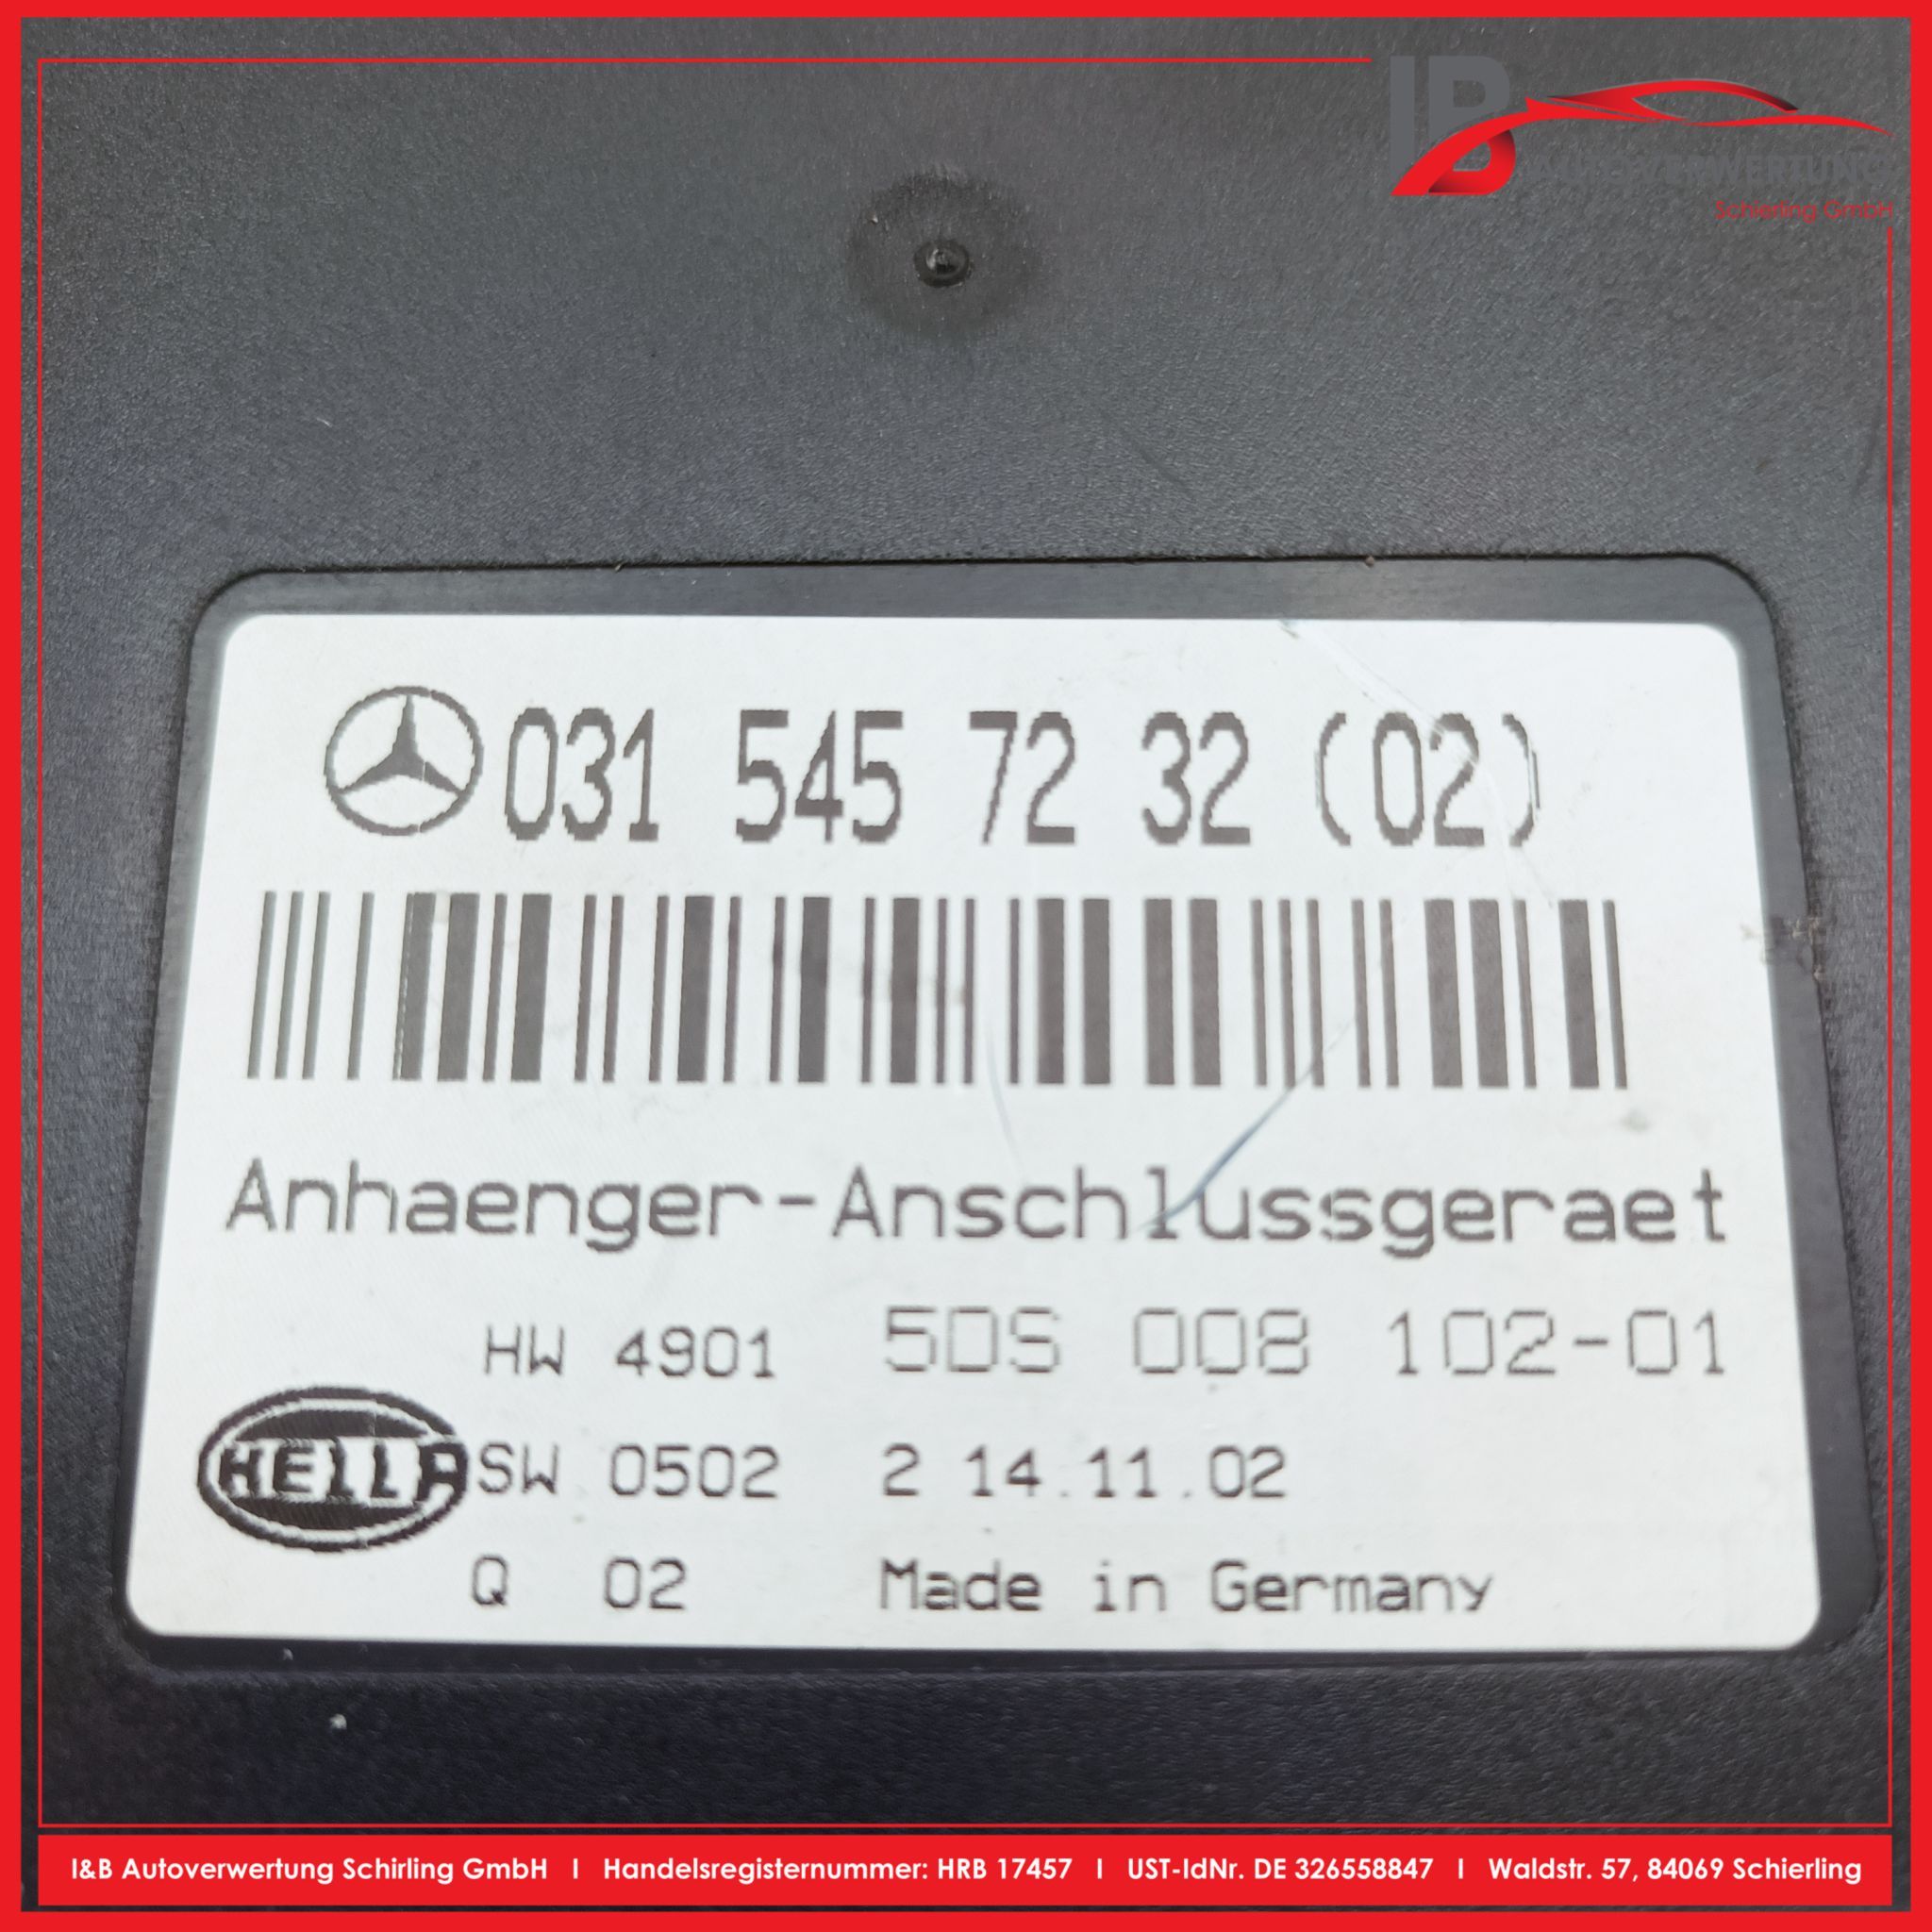 IB
AUTOVERWERTUNG
Schierling GmbH
031 545 72 32 (02)
Anhaenger-Anschlussgeraet
HW 4901 5DS 008 102-01
HELLA
SW 0502 2 14.11.02
Q 02 Made in Germany
I&B Autoverwertung Schirling GmbH I Handelsregisternummer: HRB 17457 I UST-IdNr. DE 326558847 I Waldstr. 57, 84069 Schierling